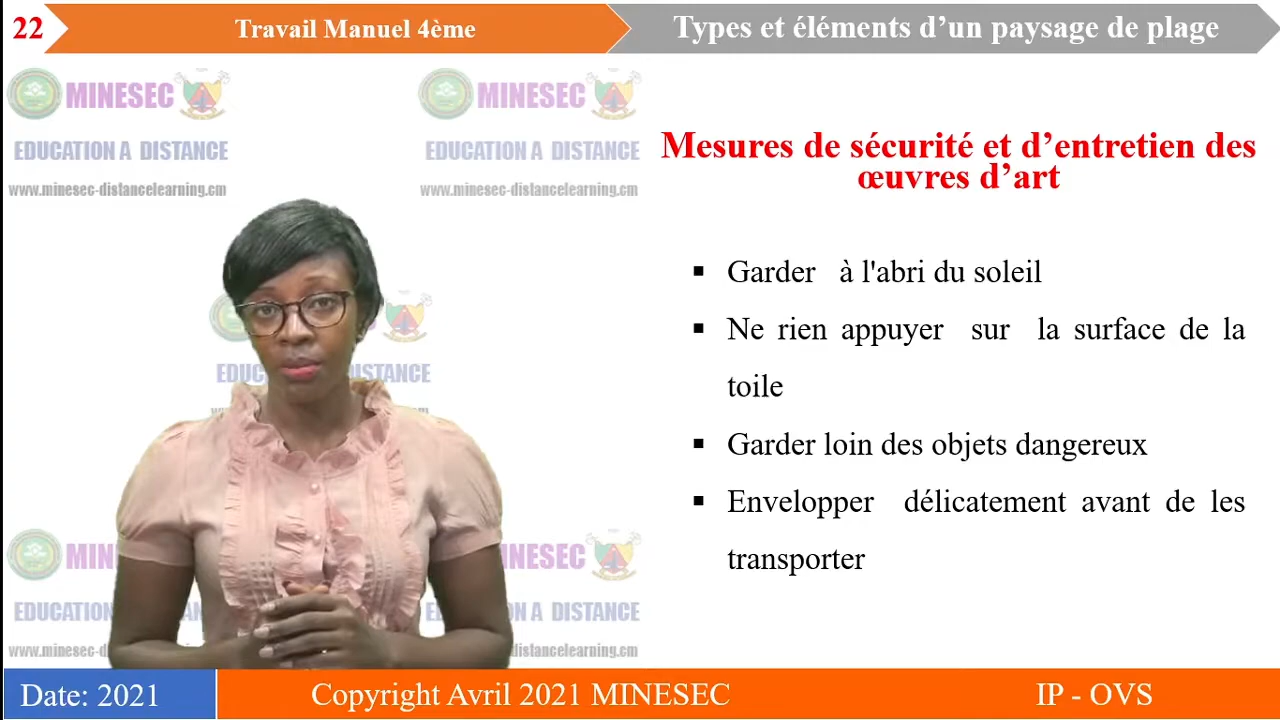 22
Travail Manuel 4ème
Types et éléments d’un paysage de plage
MINESEC
MINESEC
EDUCATION A DISTANCE
EDUCATION A DISTANCE
www.minesec-distancelearning.cm
www.minesec-distancelearning.cm
Mesures de sécurité et d’entretien des
œuvres d’art
▪ Garder à l'abri du soleil
▪ Ne rien appuyer sur la surface de la
toile
▪ Garder loin des objets dangereux
▪ Envelopper délicatement avant de les
transporter
Date: 2021
Copyright Avril 2021 MINESEC
IP - OVS